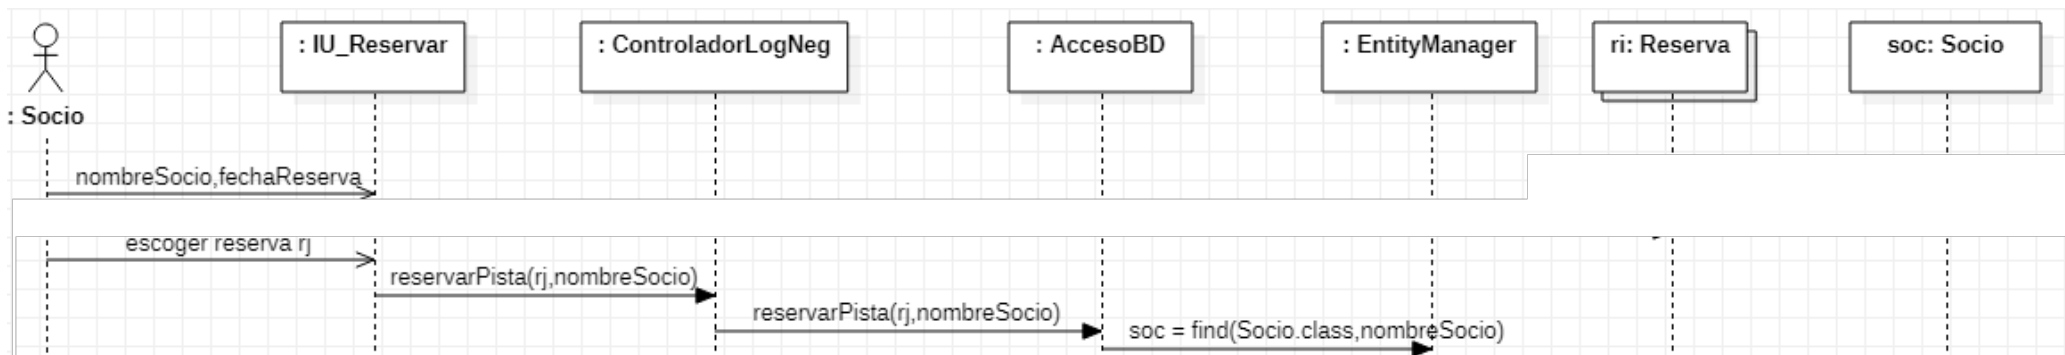 : IU_Reservar
: ControladorLogNeg
: AccesoBD
: EntityManager
ri: Reserva
soc: Socio
: Socio
nombreSocio,fechaReserva
escoger reserva rj
reservarPista(rj,nombreSocio)
reservarPista(rj,nombreSocio)
soc = find(Socio.class,nombreSocio)